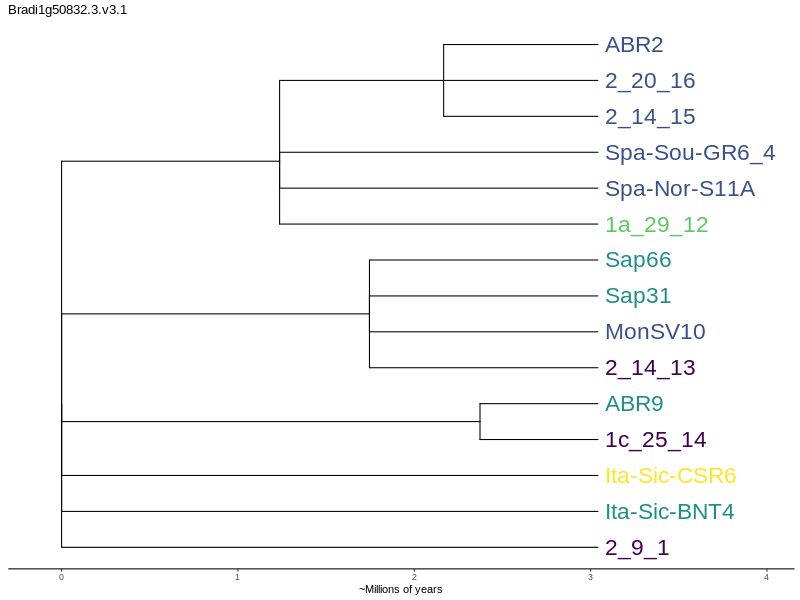 Bradi1g50832.3.v3.1
ABR2
2_20_16
2_14_15
Spa-Sou-GR6_4
Spa-Nor-S11A
1a_29_12
Sap66
Sap31
MonSV10
2_14_13
ABR9
1c_25_14
Ita-Sic-CSR6
Ita-Sic-BNT4
2_9_1
0 1 2 3 4
~Millions of years